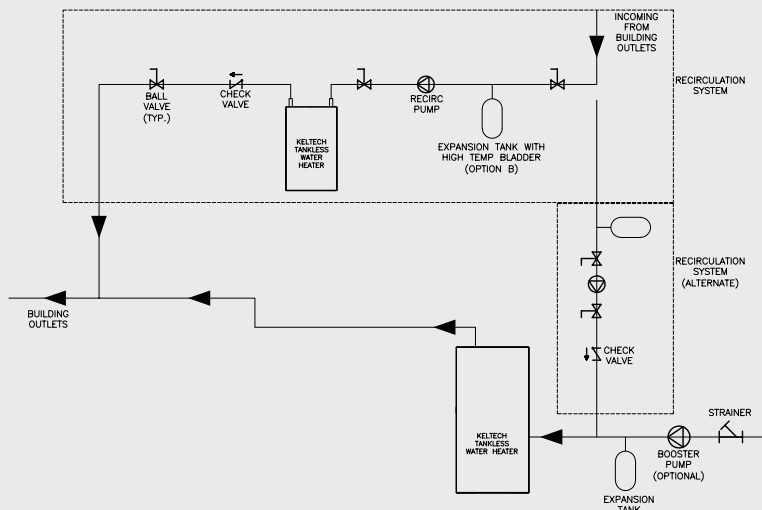 INCOMING
FROM
BUILDING
OUTLETS
RECIRCULATION
SYSTEM
BALL
VALVE
(TYP.)
CHECK
VALVE
RECIRC
PUMP
KELTECH
TANKLESS
WATER
HEATER
EXPANSION TANK WITH
HIGH TEMP BLADDER
(OPTION B)
RECIRCULATION
SYSTEM
(ALTERNATE)
BUILDING
OUTLETS
CHECK
VALVE
STRAINER
KELTECH
TANKLESS
WATER HEATER
BOOSTER
PUMP
(OPTIONAL)
EXPANSION
TANK